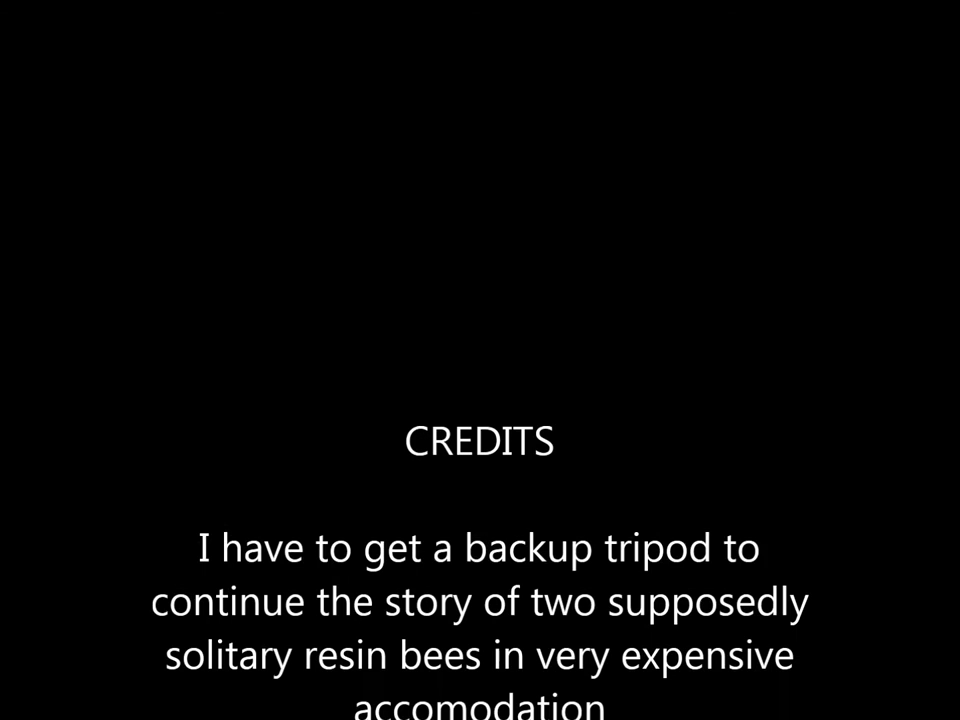 CREDITS
I have to get a backup tripod to
continue the story of two supposedly
solitary resin bees in very expensive
accomodation